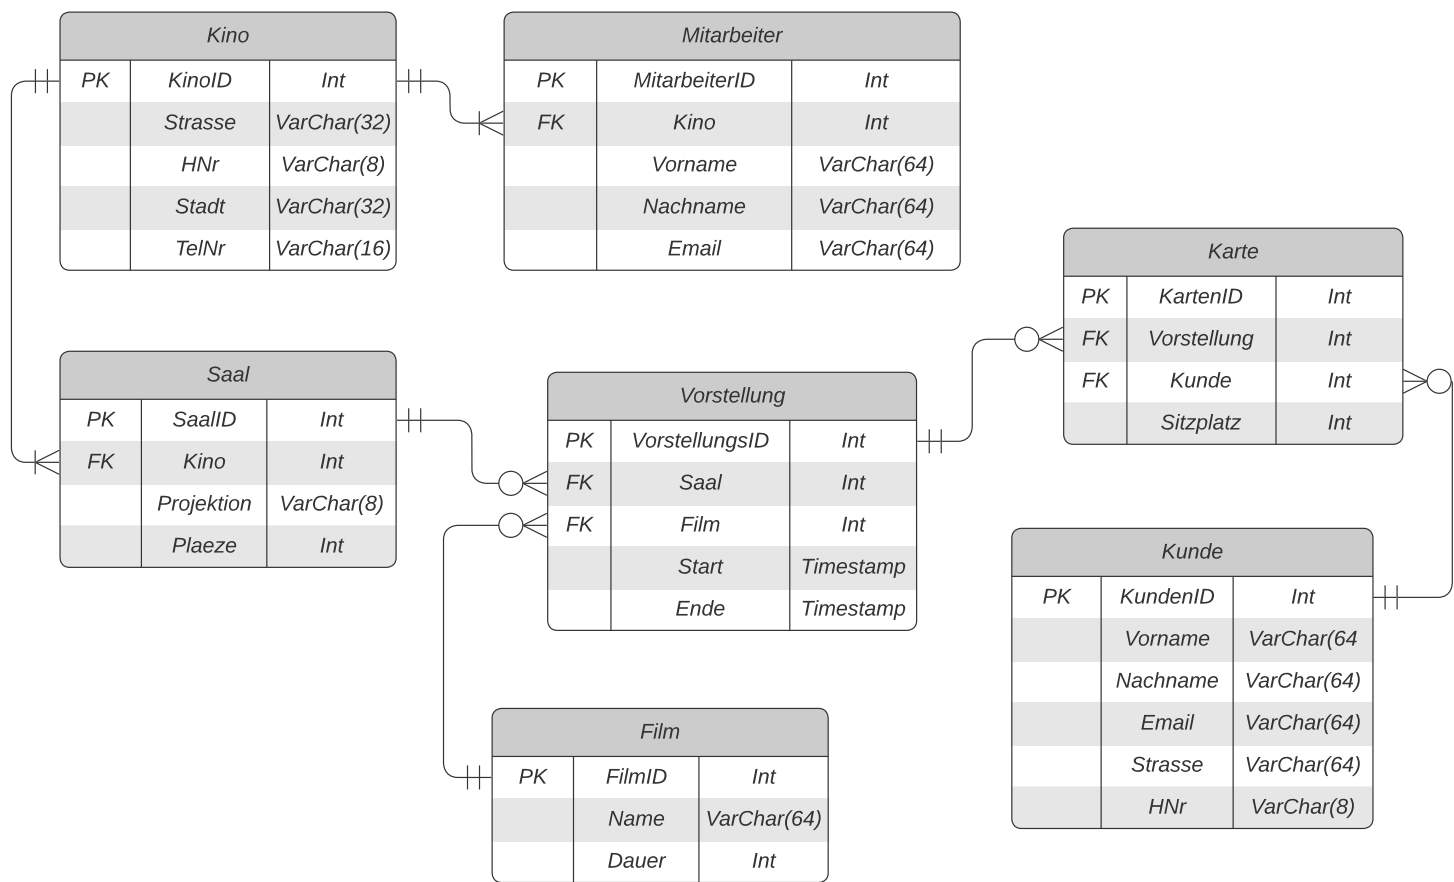 Kino
PK KinoID Int
Strasse VarChar(32)
HNr VarChar(8)
Stadt VarChar(32)
TelNr VarChar(16)
Mitarbeiter
PK MitarbeiterID Int
FK Kino Int
Vorname VarChar(64)
Nachname VarChar(64)
Email VarChar(64)
Karte
PK KartenID Int
FK Vorstellung Int
FK Kunde Int
Sitzplatz Int
Saal
PK SaalID Int
FK Kino Int
Projektion VarChar(8)
Plaeze Int
Vorstellung
PK VorstellungsID Int
FK Saal Int
FK Film Int
Start Timestamp
Ende Timestamp
Kunde
PK KundenID Int
Vorname VarChar(64
Nachname VarChar(64)
Email VarChar(64)
Strasse VarChar(64)
HNr VarChar(8)
Film
PK FilmID Int
Name VarChar(64)
Dauer Int